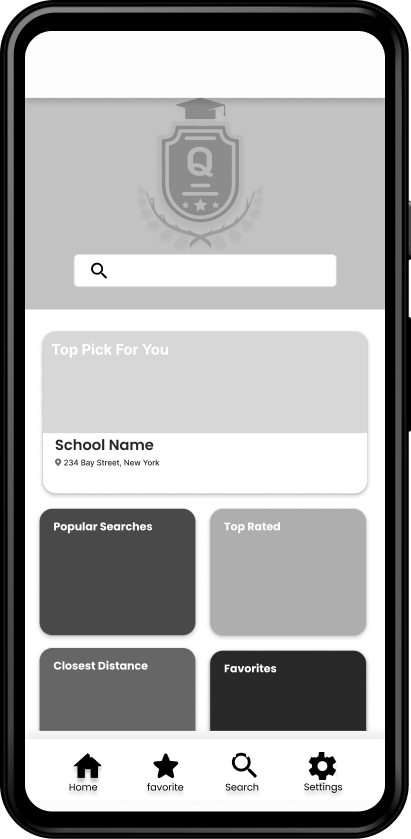 Q
Top Pick For You
School Name
234 Bay Street, New York
Popular Searches
Top Rated
Closest Distance
Favorites
Home
favorite
Search
Settings